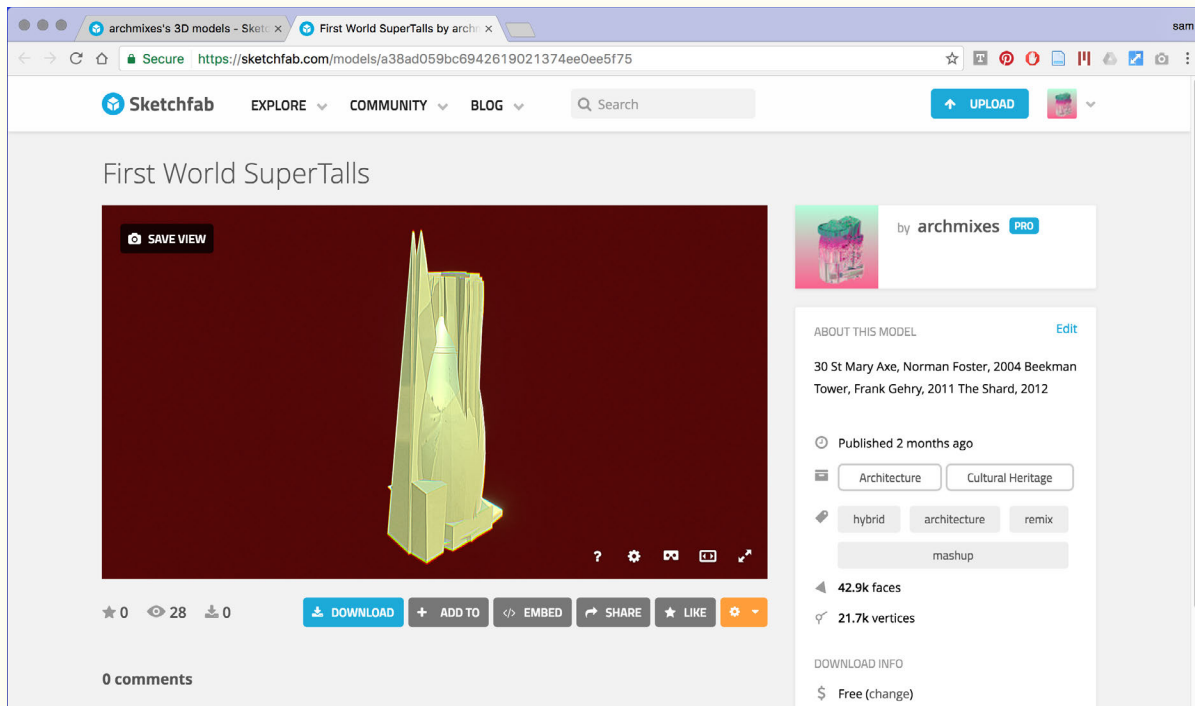 archmixes's 3D models - Sketc
First World SuperTalls by archm
sam
Secure https://sketchfab.com/models/a38ad059bc6942619021374ee0ee5f75
Sketchfab EXPLORE COMMUNITY BLOG Search UPLOAD
First World SuperTalls
SAVE VIEW
by archmixes PRO
ABOUT THIS MODEL Edit
30 St Mary Axe, Norman Foster, 2004 Beekman
Tower, Frank Gehry, 2011 The Shard, 2012
Published 2 months ago
Architecture Cultural Heritage
hybrid architecture remix
mashup
42.9k faces
21.7k vertices
0 28 0 DOWNLOAD + ADD TO </> EMBED SHARE LIKE
DOWNLOAD INFO
$ Free (change)
0 comments